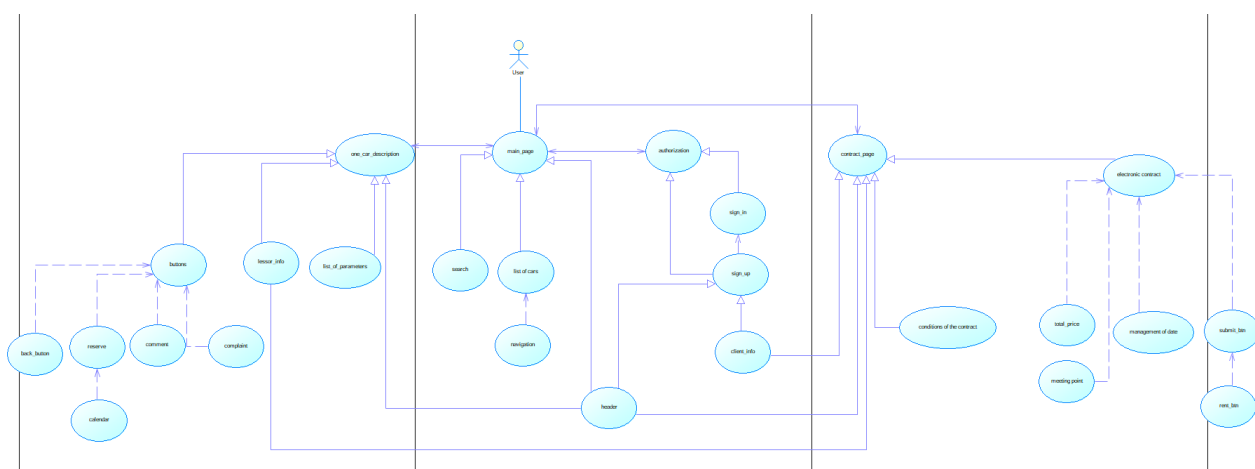 User
one_car_description
main_page
authorization
contract_page
electronic contract
sign_in
buttons
lessor_info
list_of_parameters
search
list of cars
sign_up
back_button
reserve
comment
complaint
navigation
client_info
conditions of the contract
total_price
management of date
submit_btn
meeting point
calendar
header
rent_btn